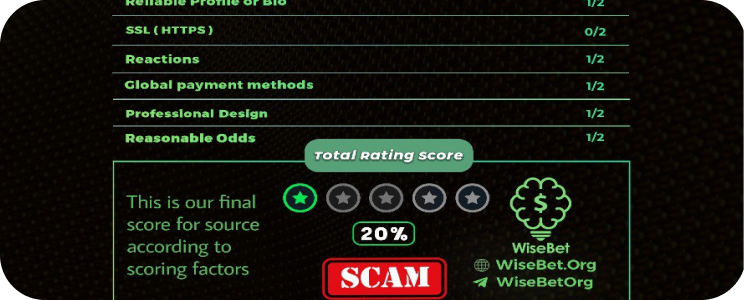 Reliable Profile or Bio 1/2
SSL ( HTTPS ) 0/2
Reactions 1/2
Global payment methods 1/2
Professional Design 1/2
Reasonable Odds 1/2
Total Rating Score
This is our final
score for source
according to
scoring factors
20%
SCAM
$
WiseBet
WiseBet.Org
WiseBetOrg